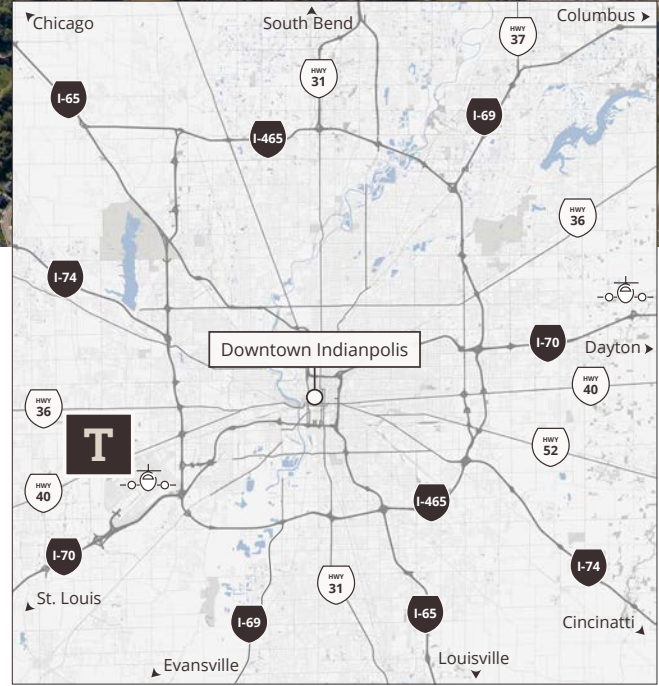 Chicago
South Bend
Columbus
HWY
37
HWY
31
I-65
I-69
I-465
HWY
36
I-74
Downtown Indianpolis
I-70
Dayton
HWY
40
HWY
36
T
HWY
52
HWY
40
I-465
I-70
I-74
HWY
31
St. Louis
I-69
I-65
Cincinatti
Evansville
Louisville